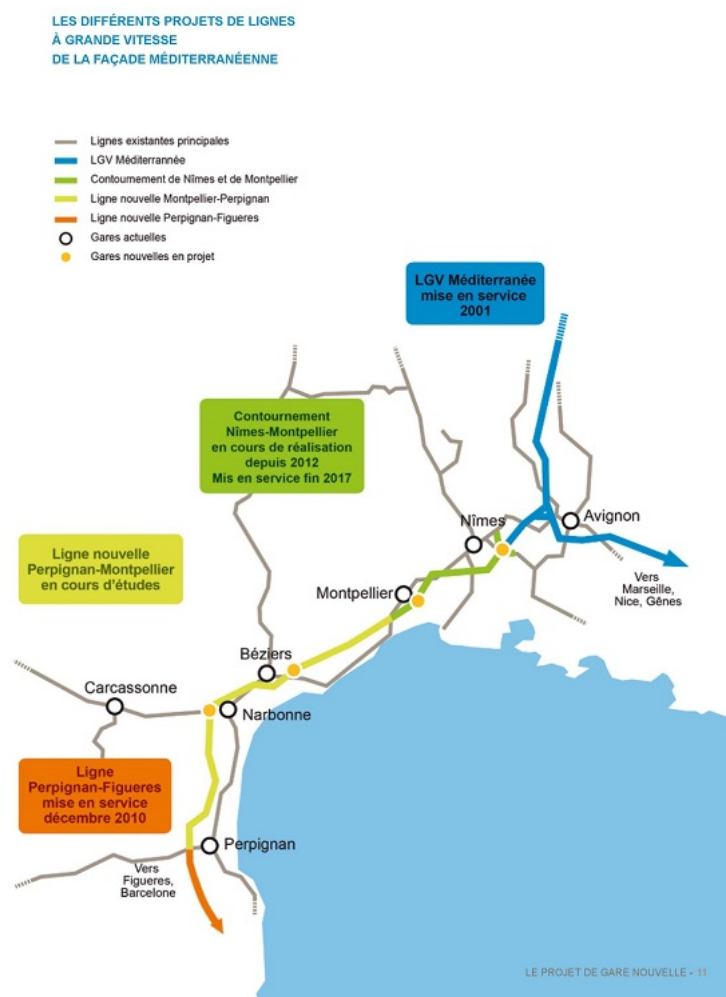 LES DIFFÉRENTS PROJETS DE LIGNES
À GRANDE VITESSE
DE LA FAÇADE MÉDITERRANÉENNE
Lignes existantes principales
LGV Méditerrannée
Contournement de Nîmes et de Montpellier
Ligne nouvelle Montpellier-Perpignan
Ligne nouvelle Perpignan-Figueres
Gares actuelles
Gares nouvelles en projet
LGV Méditerranée
mise en service
2001
Contournement
Nîmes-Montpellier
en cours de réalisation
depuis 2012
Mis en service fin 2017
Nîmes
Avignon
Ligne nouvelle
Perpignan-Montpellier
en cours d'études
Vers
Marseille,
Nice, Gênes
Montpellier
Béziers
Carcassonne
Narbonne
Ligne
Perpignan-Figueres
mise en service
décembre 2010
Perpignan
Vers
Figueres,
Barcelone
LE PROJET DE GARE NOUVELLE - 11